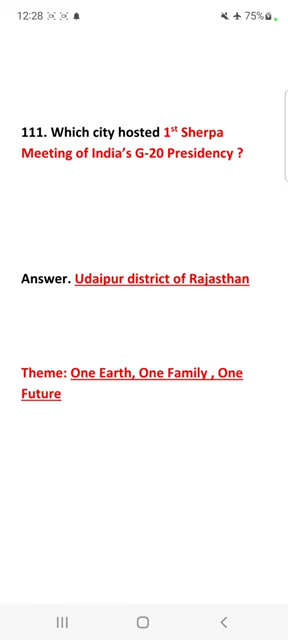 12:28
75%
111. Which city hosted 1st Sherpa
Meeting of India's G-20 Presidency ?
Answer. Udaipur district of Rajasthan
Theme: One Earth, One Family , One
Future